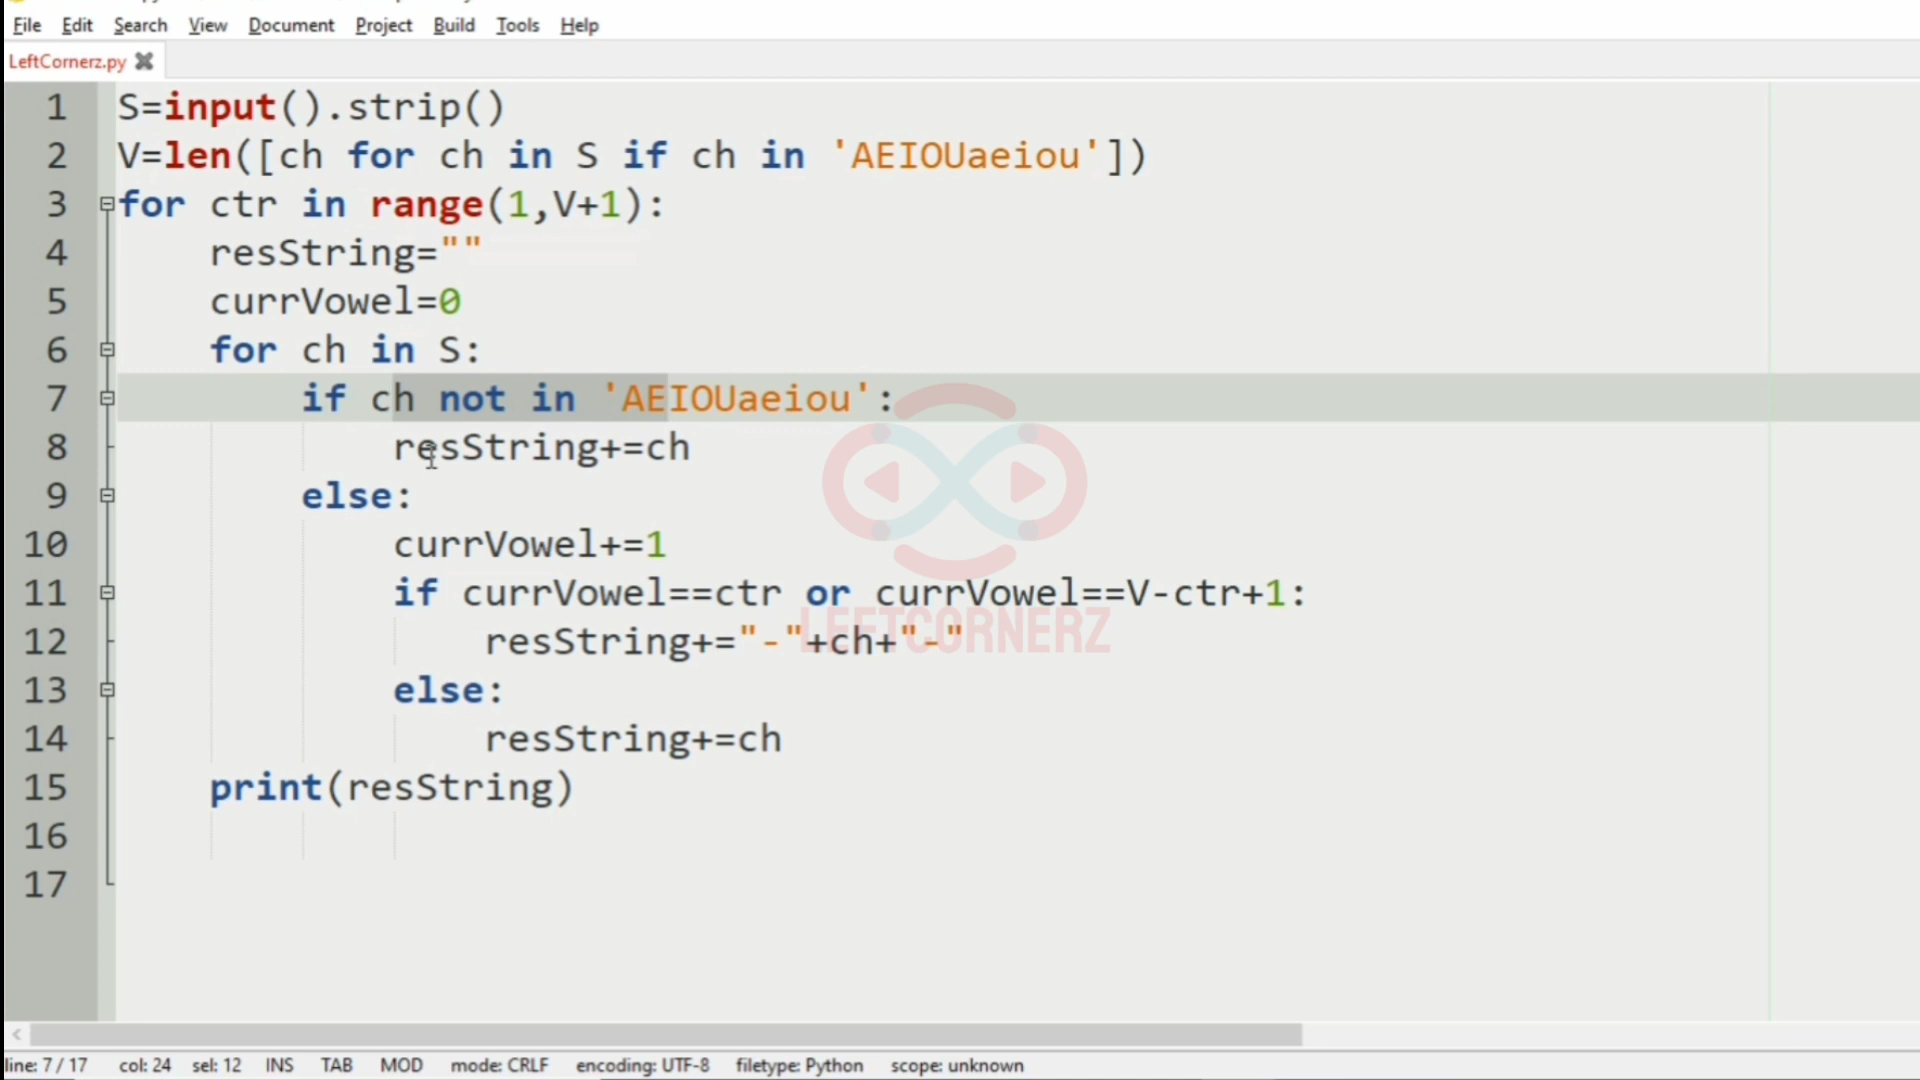 File Edit Search View Document Project Build Tools Help
LeftCornerz.py
1 S=input().strip()
2 V=len([ch for ch in S if ch in 'AEIOUaeiou'])
3 for ctr in range(1,V+1):
4     resString=""
5     currVowel=0
6     for ch in S:
7         if ch not in 'AEIOUaeiou':
8             resString+=ch
9         else:
10             currVowel+=1
11             if currVowel==ctr or currVowel==V-ctr+1:
12                 resString+="-"+ch+"-"
LEFTCORNERZ
13             else:
14                 resString+=ch
15     print(resString)
16
17
line: 7 / 17 col: 24 sel: 12 INS TAB MOD mode: CRLF encoding: UTF-8 filetype: Python scope: unknown